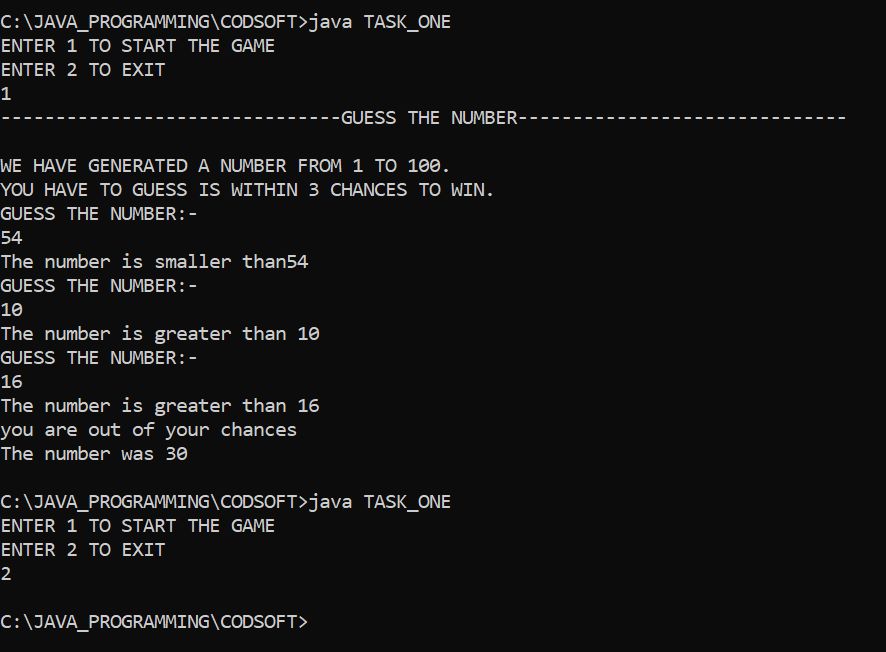 C:\JAVA_PROGRAMMING\CODSOFT>java TASK_ONE
ENTER 1 TO START THE GAME
ENTER 2 TO EXIT
1
-------------------------------GUESS THE NUMBER------------------------------
WE HAVE GENERATED A NUMBER FROM 1 TO 100.
YOU HAVE TO GUESS IS WITHIN 3 CHANCES TO WIN.
GUESS THE NUMBER:-
54
The number is smaller than54
GUESS THE NUMBER:-
10
The number is greater than 10
GUESS THE NUMBER:-
16
The number is greater than 16
you are out of your chances
The number was 30
C:\JAVA_PROGRAMMING\CODSOFT>java TASK_ONE
ENTER 1 TO START THE GAME
ENTER 2 TO EXIT
2
C:\JAVA_PROGRAMMING\CODSOFT>